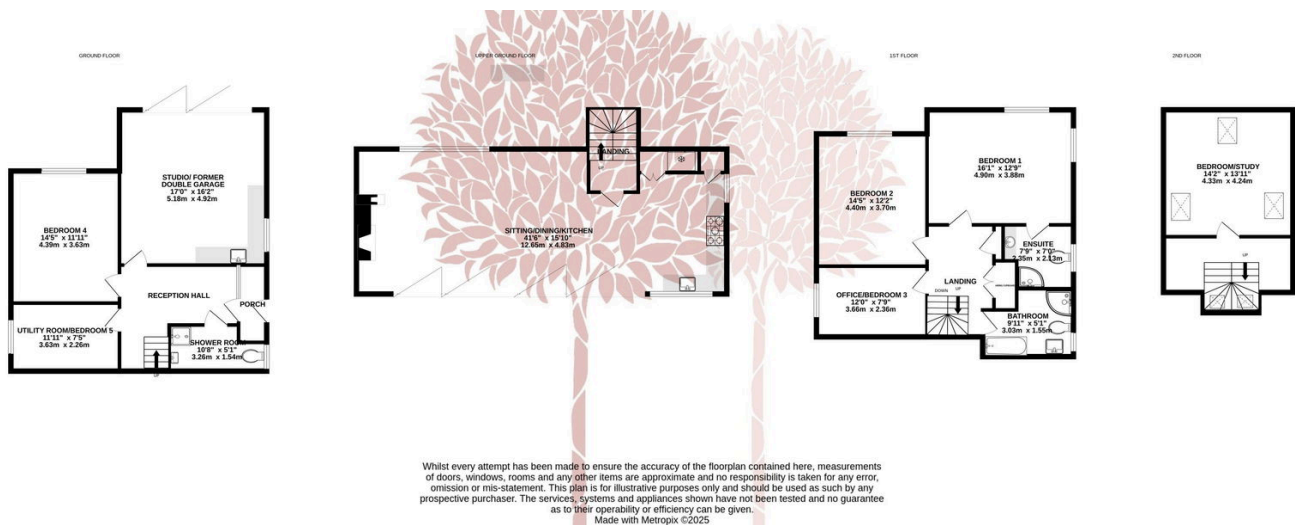 GROUND FLOOR
STUDIO/ FORMER
DOUBLE GARAGE
17'0" x 16'2"
5.18m x 4.92m
BEDROOM 4
14'5" x 11'11"
4.39m x 3.63m
RECEPTION HALL
PORCH
UTILITY ROOM/BEDROOM 5
11'11" x 7'5"
3.63m x 2.26m
SHOWER ROOM
10'8" x 5'1"
3.26m x 1.54m
UP
UPPER GROUND FLOOR
LANDING
UP
SITTING/DINING/KITCHEN
41'6" x 15'10"
12.65m x 4.83m
1ST FLOOR
BEDROOM 1
16'1" x 12'9"
4.90m x 3.88m
BEDROOM 2
14'5" x 12'2"
4.40m x 3.70m
ENSUITE
7'9" x 7'0"
2.35m x 2.13m
LANDING
OFFICE/BEDROOM 3
12'0" x 7'9"
3.66m x 2.36m
DOWN
UP
BATHROOM
9'11" x 5'1"
3.03m x 1.55m
2ND FLOOR
BEDROOM/STUDY
14'2" x 13'11"
4.33m x 4.24m
UP
Whilst every attempt has been made to ensure the accuracy of the floorplan contained here, measurements
of doors, windows, rooms and any other items are approximate and no responsibility is taken for any error,
omission or mis-statement. This plan is for illustrative purposes only and should be used as such by any
prospective purchaser. The services, systems and appliances shown have not been tested and no guarantee
as to their operability or efficiency can be given.
Made with Metropix ©2025